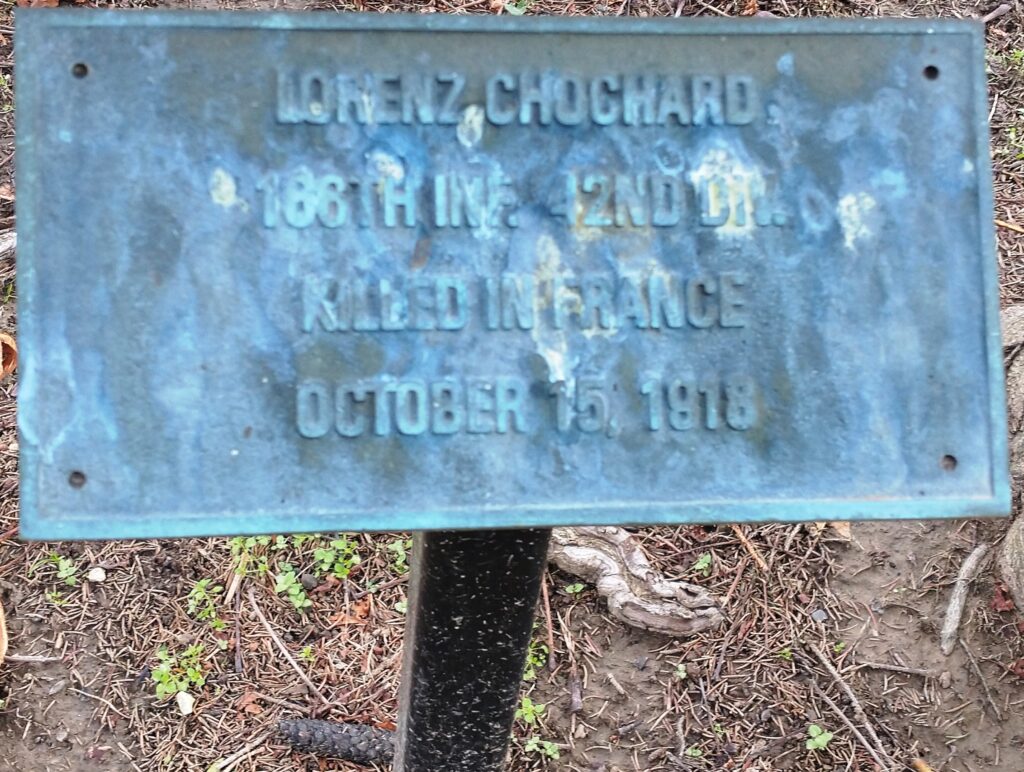 LORENZ CHOCHARD
166TH INF. 42ND DIV.
KILLED IN FRANCE
OCTOBER 15, 1918